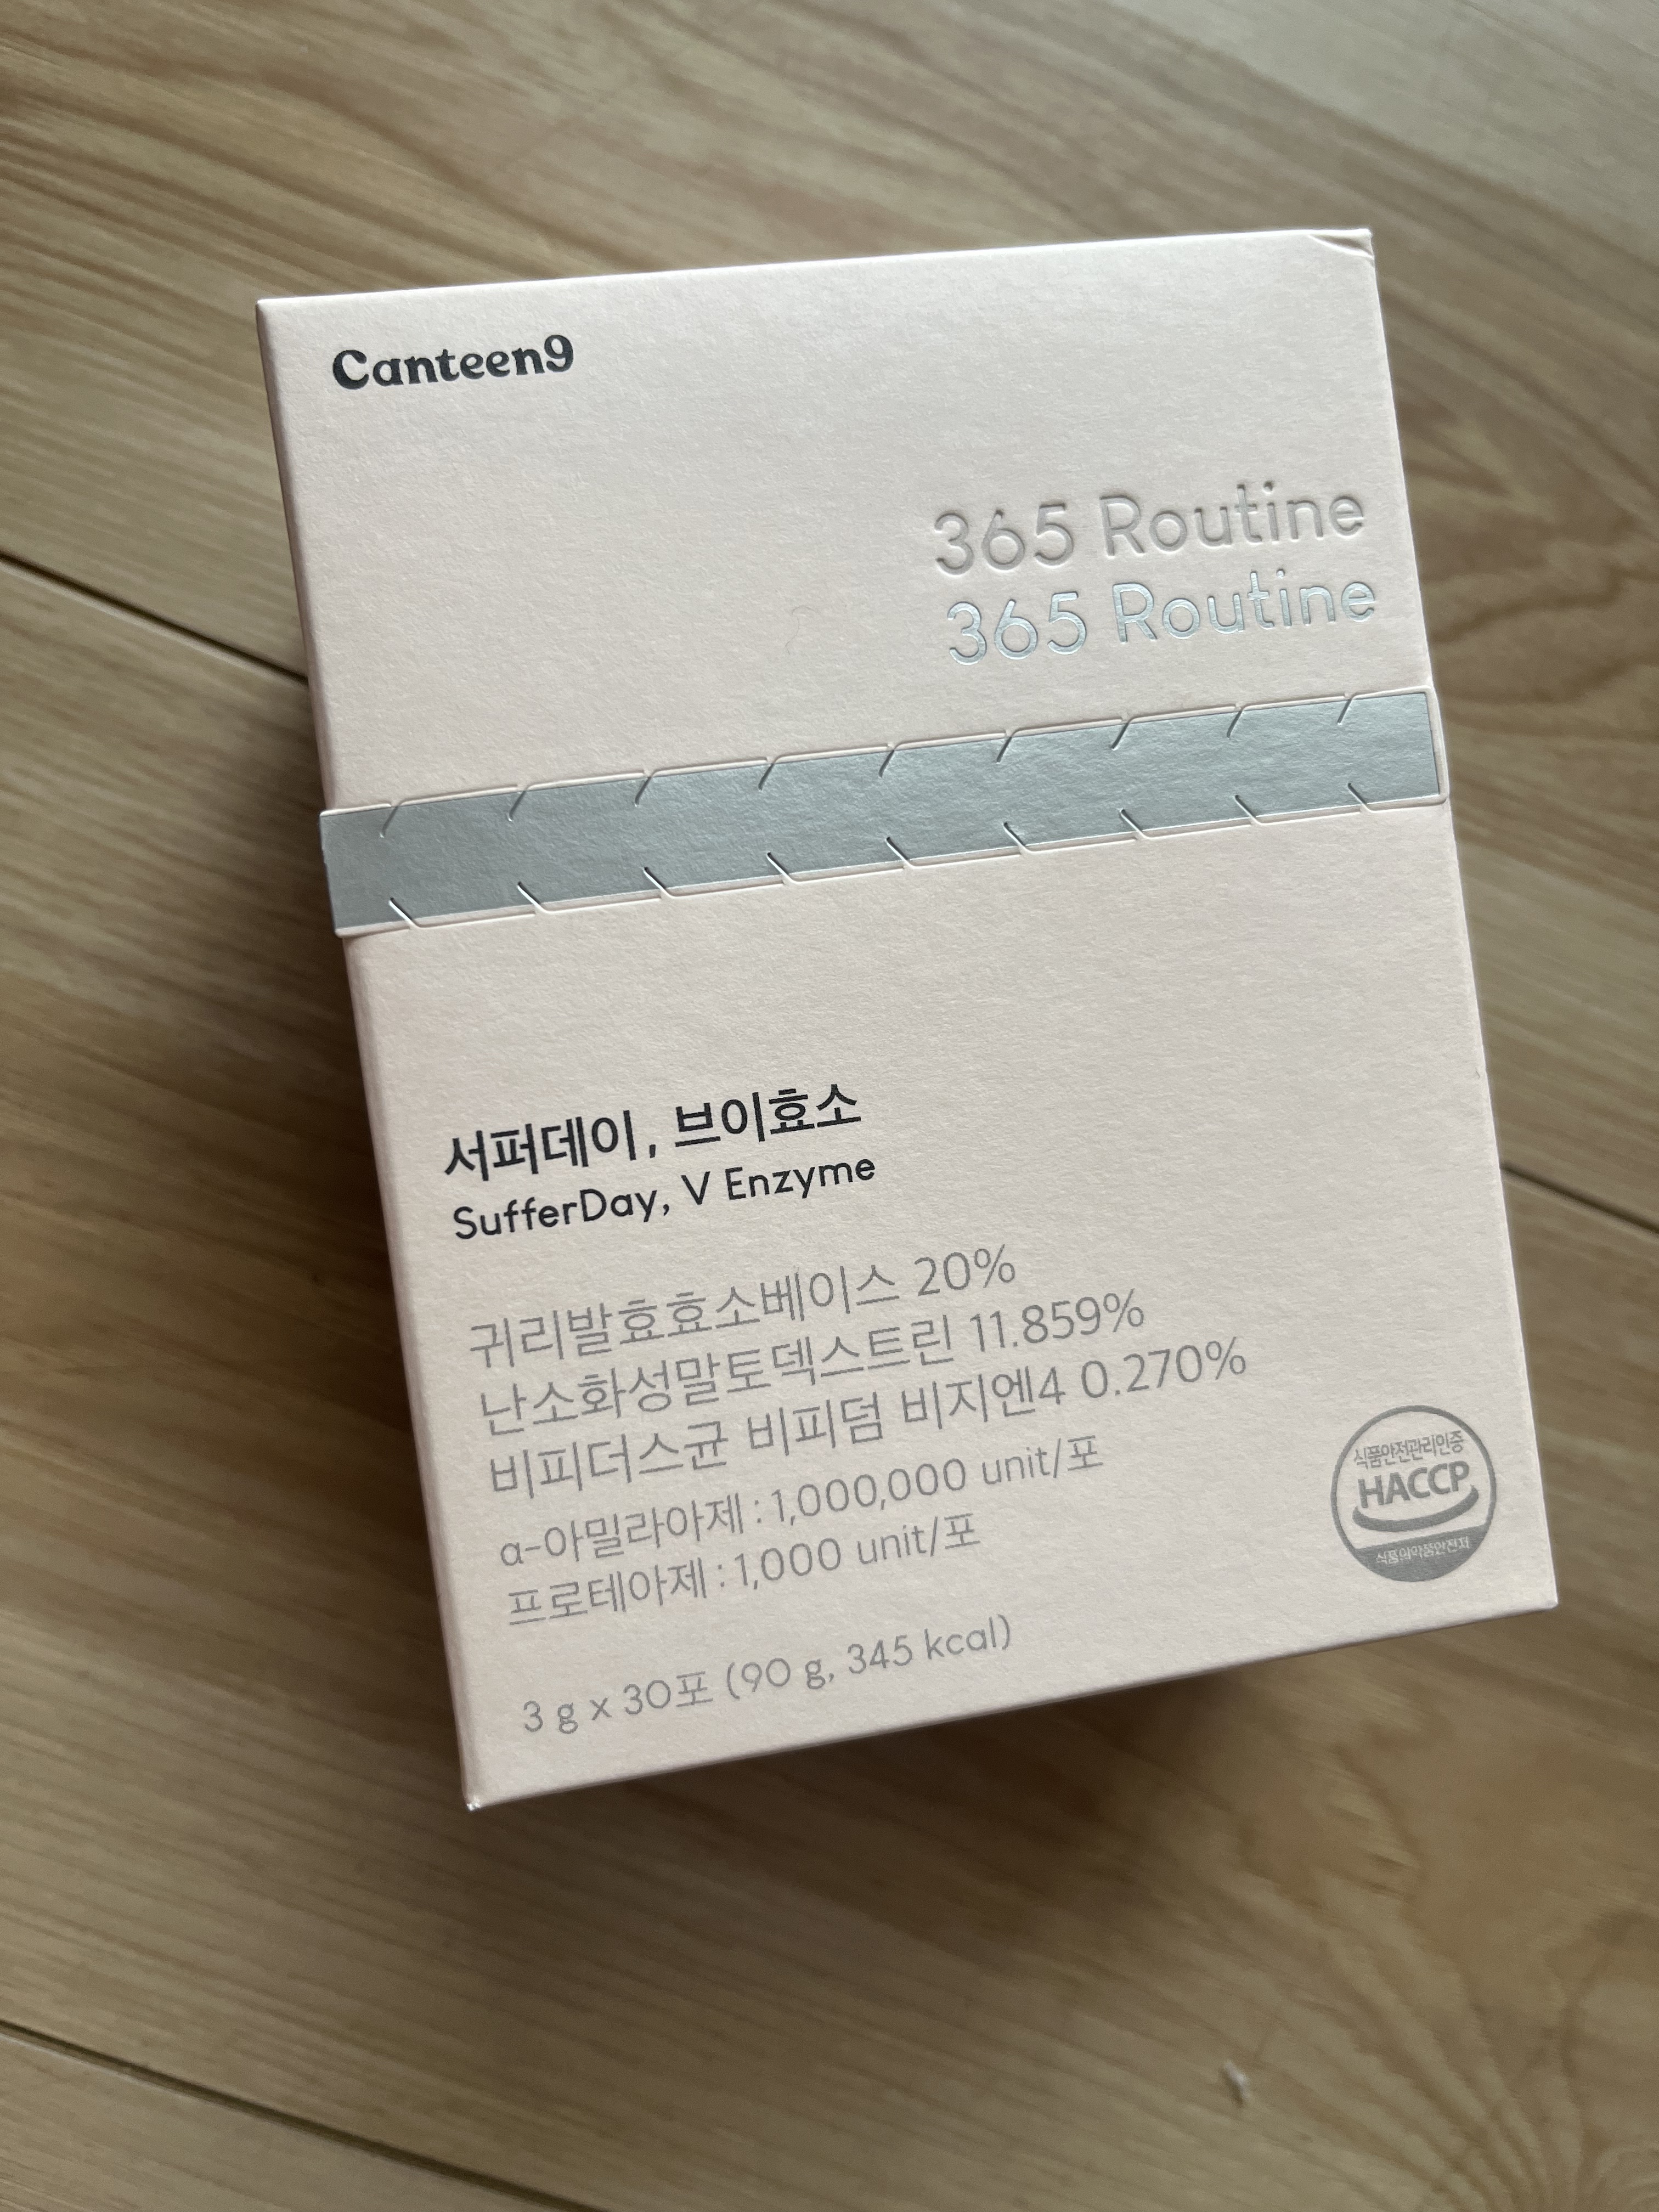 Canteen9
365 Routine
365 Routine
서퍼데이, 브이효소
SufferDay, V Enzyme
귀리발효효소베이스 20%
난소화성말토덱스트린 11.859%
비피더스균 비피덤 비지엔4 0.270%
α-아밀라아제 : 1,000,000 unit/포
프로테아제 : 1,000 unit/포
3 g x 30포 (90 g, 345 kcal)
식품안전관리인증
HACCP
식품의약품안전처